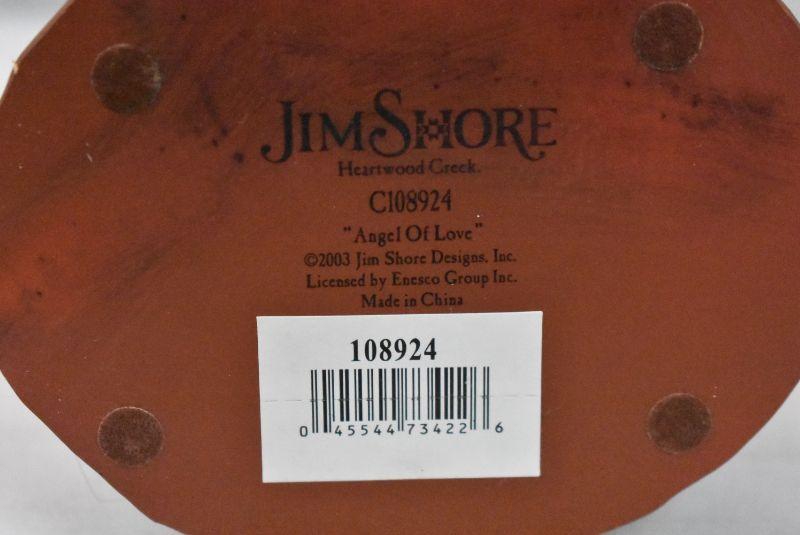 JIM SHORE
Heartwood Creek.
C108924
"Angel Of Love"
©2003 Jim Shore Designs, Inc.
Licensed by Enesco Group Inc.
Made in China
108924
0 45544 73422 6